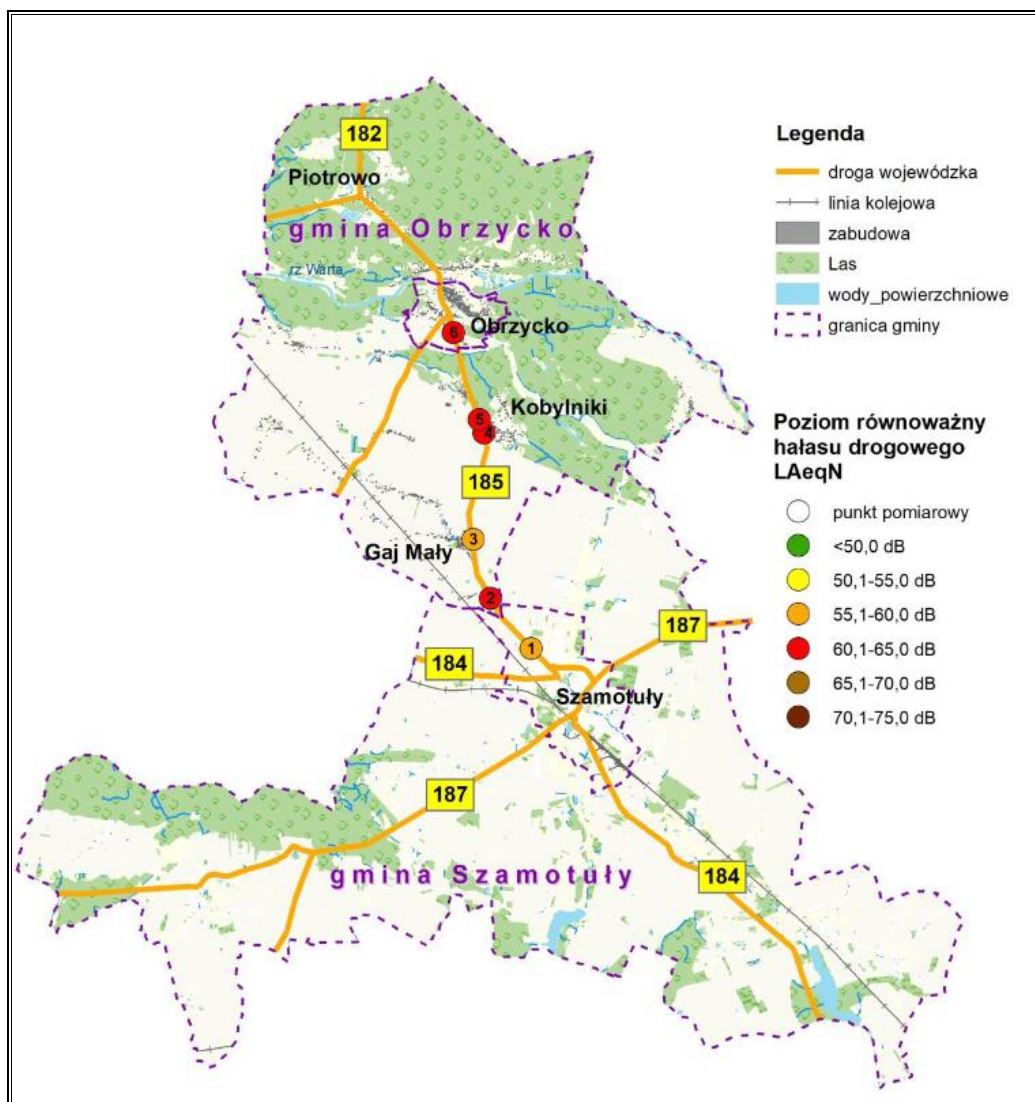 182
Piotrowo
gmina Obrzycko
rz Warta
6
Obrzycko
Kobylniki
5
4
185
3
Gaj Mały
2
187
1
184
Szamotuły
187
gmina Szamotuły
184
Legenda
droga wojewódzka
linia kolejowa
zabudowa
Las
wody_powierzchniowe
granica gminy
Poziom równoważny
hałasu drogowego
LAeqN
punkt pomiarowy
<50,0 dB
50,1-55,0 dB
55,1-60,0 dB
60,1-65,0 dB
65,1-70,0 dB
70,1-75,0 dB